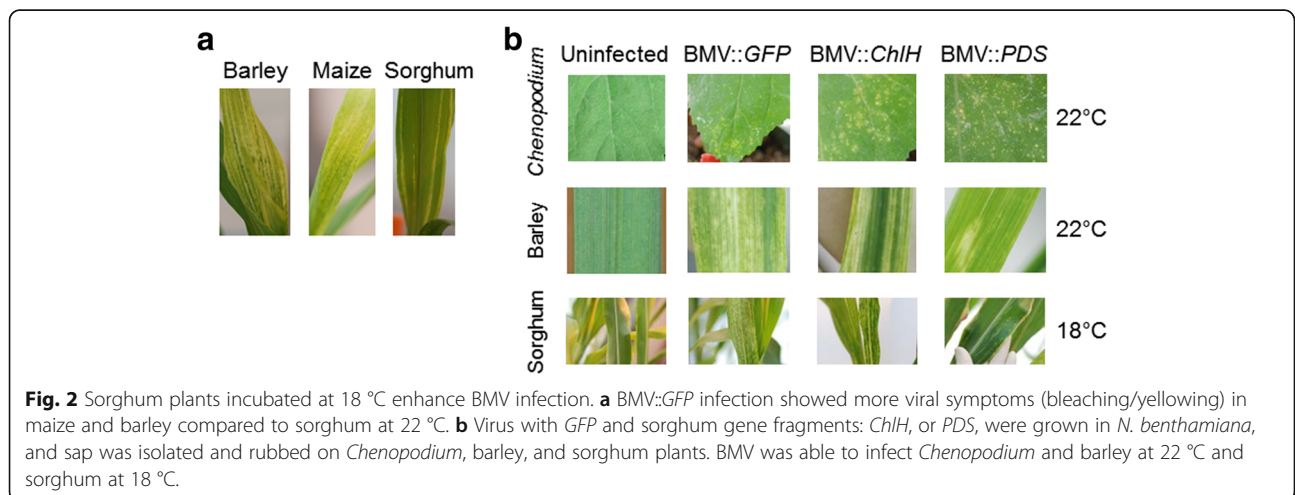 a
Barley Maize Sorghum
b
Uninfected BMV::GFP BMV::ChlH BMV::PDS
Chenopodium
22°C
Barley
22°C
Sorghum
18°C
Fig. 2 Sorghum plants incubated at 18 °C enhance BMV infection. a BMV::GFP infection showed more viral symptoms (bleaching/yellowing) in
maize and barley compared to sorghum at 22 °C. b Virus with GFP and sorghum gene fragments: ChlH, or PDS, were grown in N. benthamiana,
and sap was isolated and rubbed on Chenopodium, barley, and sorghum plants. BMV was able to infect Chenopodium and barley at 22 °C and
sorghum at 18 °C.